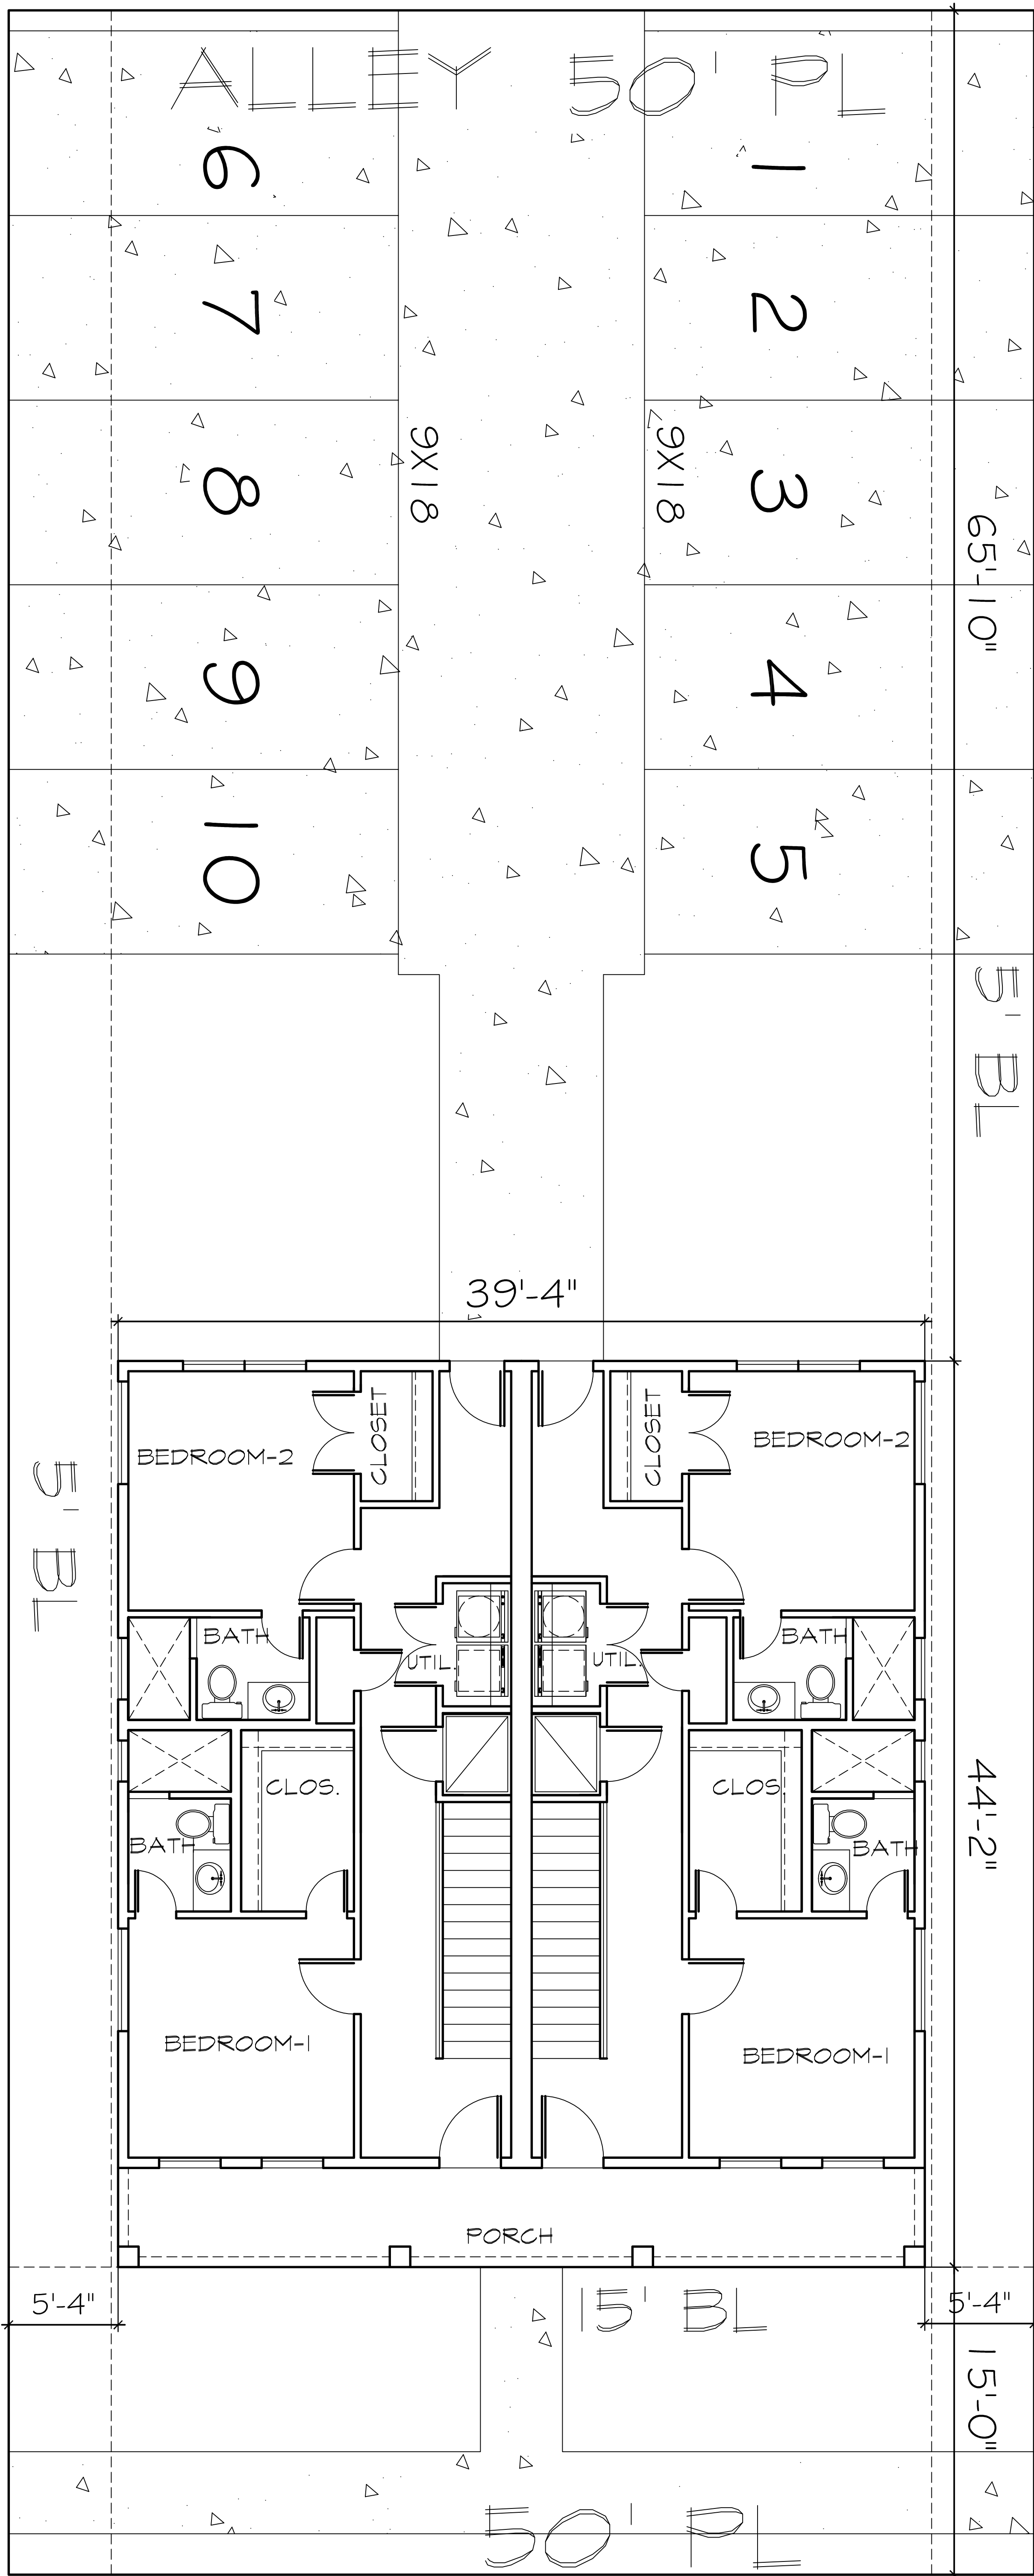 ALLEY 50' PL
6
1
7
2
9X18
9X18
8
3
65'-10"
9
4
10
5
5' BL
39'-4"
CLOSET
CLOSET
BEDROOM-2
BEDROOM-2
5' BL
BATH
BATH
UTIL.
UTIL.
CLOS.
CLOS.
44'-2"
BATH
BATH
BEDROOM-1
BEDROOM-1
PORCH
5'-4"
15' BL
5'-4"
15'-0"
50' PL